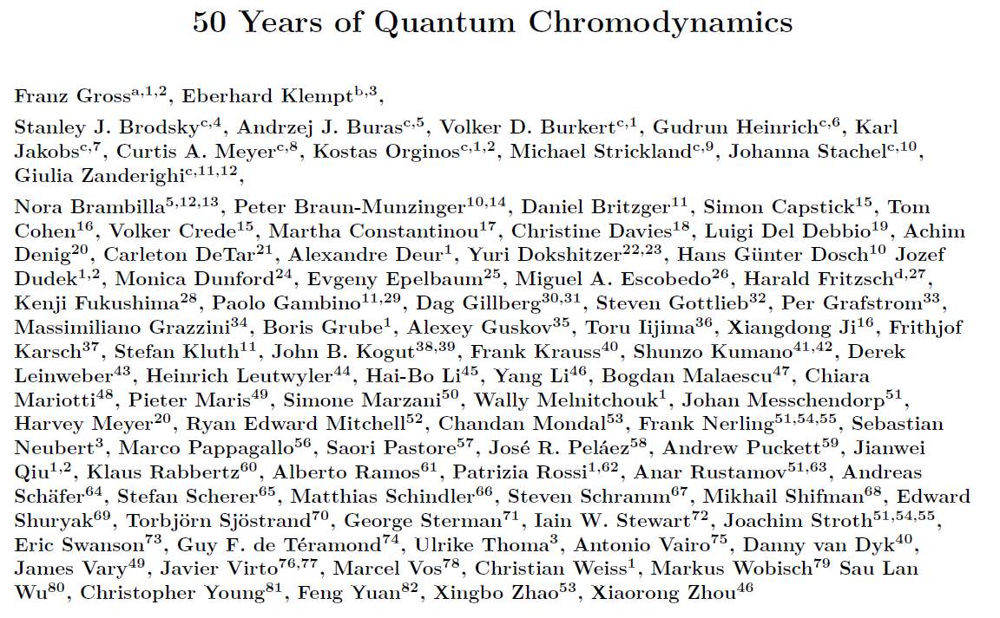 50 Years of Quantum Chromodynamics
Franz Gross^a,1,2, Eberhard Klempt^b,3,
Stanley J. Brodsky^c,4, Andrzej J. Buras^c,5, Volker D. Burkert^c,1, Gudrun Heinrich^c,6, Karl
Jakobs^c,7, Curtis A. Meyer^c,8, Kostas Orginos^c,1,2, Michael Strickland^c,9, Johanna Stachel^c,10,
Giulia Zanderighi^c,11,12,
Nora Brambilla^5,12,13, Peter Braun-Munzinger^10,14, Daniel Britzger^11, Simon Capstick^15, Tom
Cohen^16, Volker Crede^15, Martha Constantinou^17, Christine Davies^18, Luigi Del Debbio^19, Achim
Denig^20, Carleton DeTar^21, Alexandre Deur^1, Yuri Dokshitzer^22,23, Hans Günter Dosch^10 Jozef
Dudek^1,2, Monica Dunford^24, Evgeny Epelbaum^25, Miguel A. Escobedo^26, Harald Fritzsch^d,27,
Kenji Fukushima^28, Paolo Gambino^11,29, Dag Gillberg^30,31, Steven Gottlieb^32, Per Grafstrom^33,
Massimiliano Grazzini^34, Boris Grube^1, Alexey Guskov^35, Toru Iijima^36, Xiangdong Ji^16, Frithjof
Karsch^37, Stefan Kluth^11, John B. Kogut^38,39, Frank Krauss^40, Shunzo Kumano^41,42, Derek
Leinweber^43, Heinrich Leutwyler^44, Hai-Bo Li^45, Yang Li^46, Bogdan Malaescu^47, Chiara
Mariotti^48, Pieter Maris^49, Simone Marzani^50, Wally Melnitchouk^1, Johan Messchendorp^51,
Harvey Meyer^20, Ryan Edward Mitchell^52, Chandan Mondal^53, Frank Nerling^51,54,55, Sebastian
Neubert^3, Marco Pappagallo^56, Saori Pastore^57, José R. Peláez^58, Andrew Puckett^59, Jianwei
Qiu^1,2, Klaus Rabbertz^60, Alberto Ramos^61, Patrizia Rossi^1,62, Anar Rustamov^51,63, Andreas
Schäfer^64, Stefan Scherer^65, Matthias Schindler^66, Steven Schramm^67, Mikhail Shifman^68, Edward
Shuryak^69, Torbjörn Sjöstrand^70, George Sterman^71, Iain W. Stewart^72, Joachim Stroth^51,54,55,
Eric Swanson^73, Guy F. de Téramond^74, Ulrike Thoma^3, Antonio Vairo^75, Danny van Dyk^40,
James Vary^49, Javier Virto^76,77, Marcel Vos^78, Christian Weiss^1, Markus Wobisch^79 Sau Lan
Wu^80, Christopher Young^81, Feng Yuan^82, Xingbo Zhao^53, Xiaorong Zhou^46